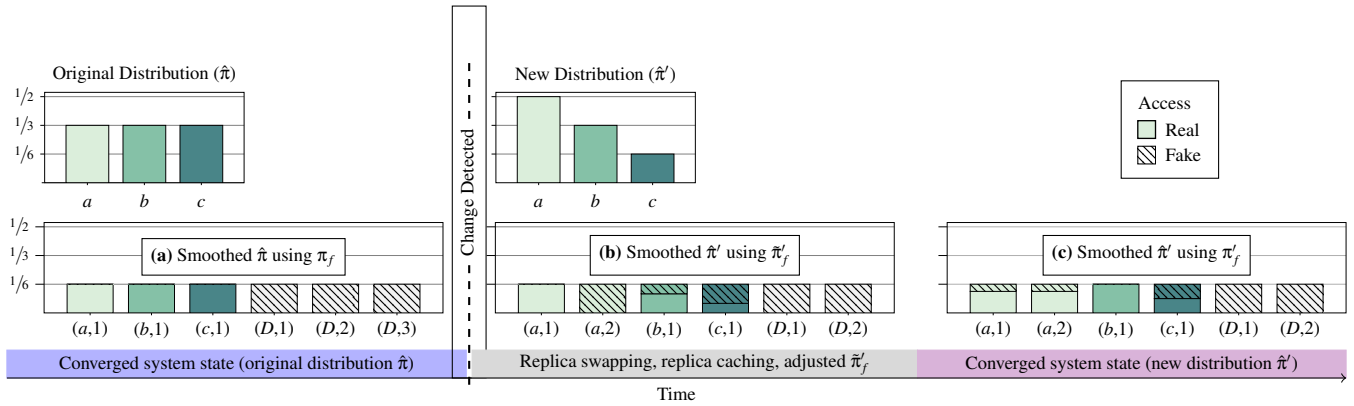 Original Distribution (π̂)
1/2
1/3
1/6
a b c
Change Detected
New Distribution (π̂′)
a b c
Access
Real
Fake
1/2
1/3
1/6
(a) Smoothed π̂ using π_f
(a,1) (b,1) (c,1) (D,1) (D,2) (D,3)
(b) Smoothed π̂′ using π̃′_f
(a,1) (a,2) (b,1) (c,1) (D,1) (D,2)
(c) Smoothed π̂′ using π′_f
(a,1) (a,2) (b,1) (c,1) (D,1) (D,2)
Converged system state (original distribution π̂)
Replica swapping, replica caching, adjusted π̃′_f
Converged system state (new distribution π̂′)
Time